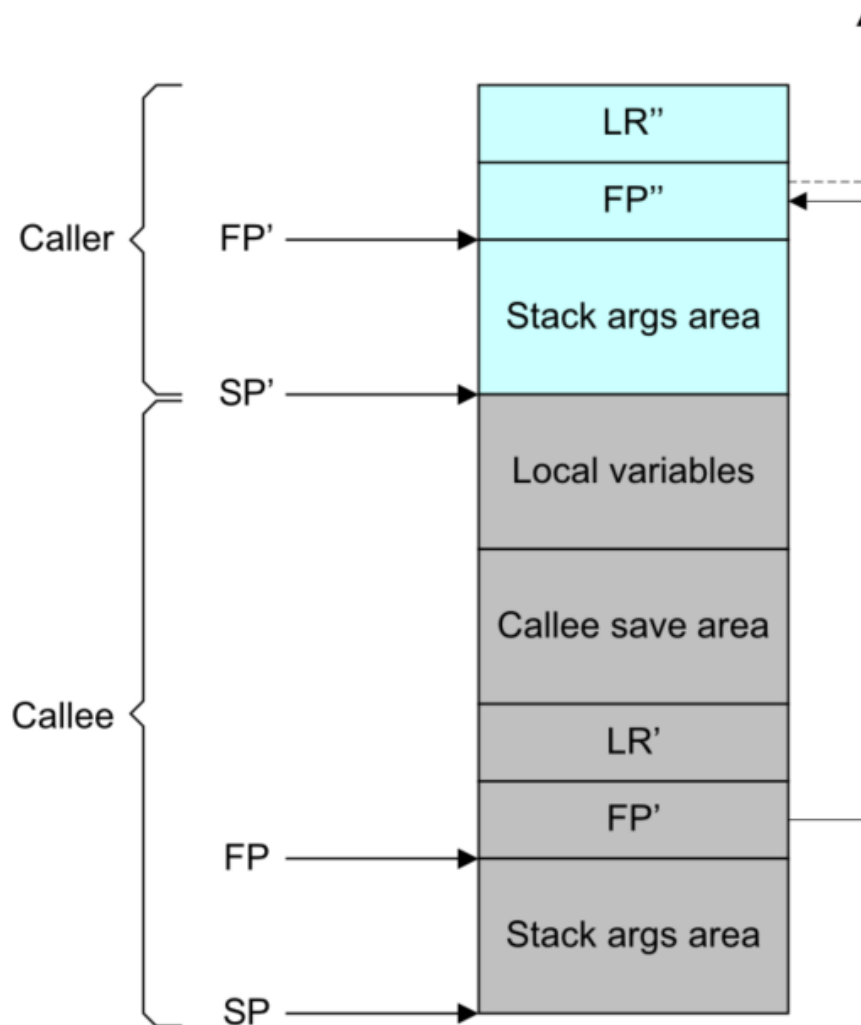 LR’’
FP’’
Caller
FP’
Stack args area
SP’
Local variables
Callee save area
Callee
LR’
FP’
FP
Stack args area
SP